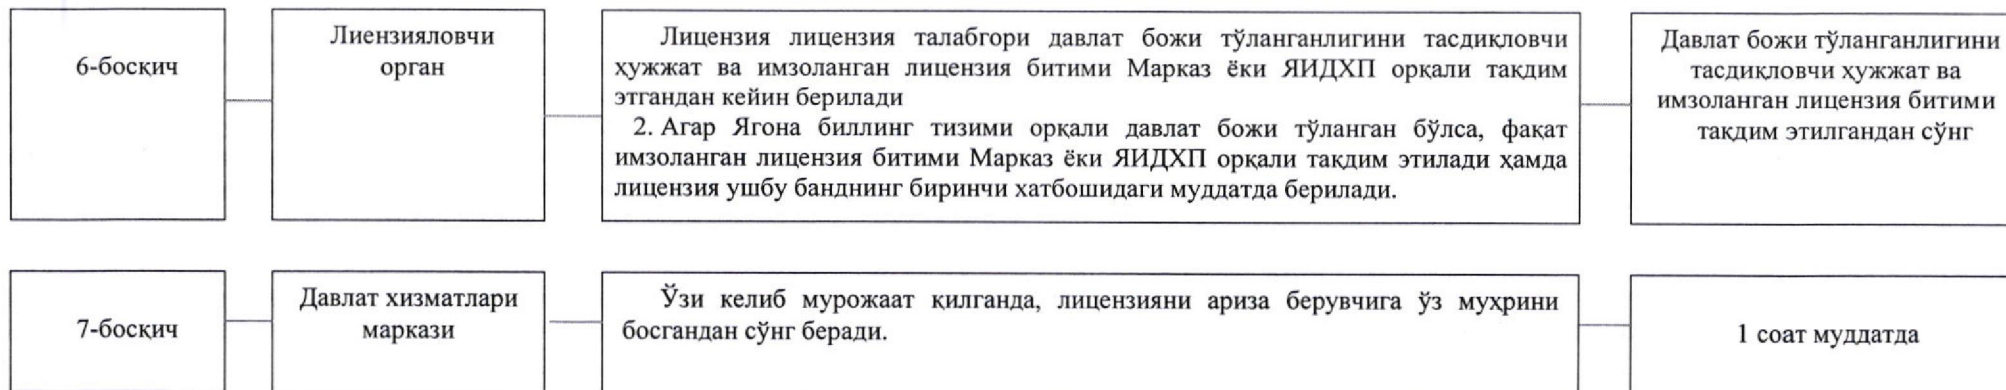 6-босқич
Лиензияловчи
орган
Лицензия лицензия талабгори давлат божи тўланганлигини тасдиқловчи
ҳужжат ва имзоланган лицензия битими Марказ ёки ЯИДХП орқали тақдим
этгандан кейин берилади
2. Агар Ягона биллинг тизими орқали давлат божи тўланган бўлса, фақат
имзоланган лицензия битими Марказ ёки ЯИДХП орқали тақдим этилади ҳамда
лицензия ушбу банднинг биринчи хатбошидаги муддатда берилади.
Давлат божи тўланганлигини
тасдиқловчи ҳужжат ва
имзоланган лицензия битими
тақдим этилгандан сўнг
7-босқич
Давлат хизматлари
маркази
Ўзи келиб мурожаат қилганда, лицензияни ариза берувчига ўз муҳрини
босгандан сўнг беради.
1 соат муддатда